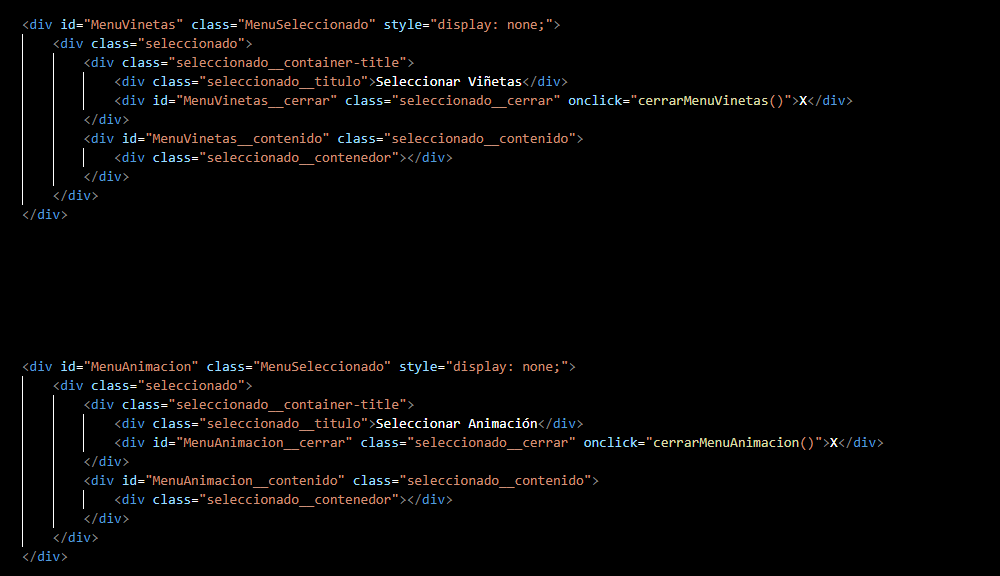 <div id="MenuVinetas" class="MenuSeleccionado" style="display: none;">
<div class="seleccionado">
<div class="seleccionado__container-title">
<div class="seleccionado__titulo">Seleccionar Viñetas</div>
<div id="MenuVinetas__cerrar" class="seleccionado__cerrar" onclick="cerrarMenuVinetas()">X</div>
</div>
<div id="MenuVinetas__contenido" class="seleccionado__contenido">
<div class="seleccionado__contenedor"></div>
</div>
</div>
</div>
<div id="MenuAnimacion" class="MenuSeleccionado" style="display: none;">
<div class="seleccionado">
<div class="seleccionado__container-title">
<div class="seleccionado__titulo">Seleccionar Animación</div>
<div id="MenuAnimacion__cerrar" class="seleccionado__cerrar" onclick="cerrarMenuAnimacion()">X</div>
</div>
<div id="MenuAnimacion__contenido" class="seleccionado__contenido">
<div class="seleccionado__contenedor"></div>
</div>
</div>
</div>